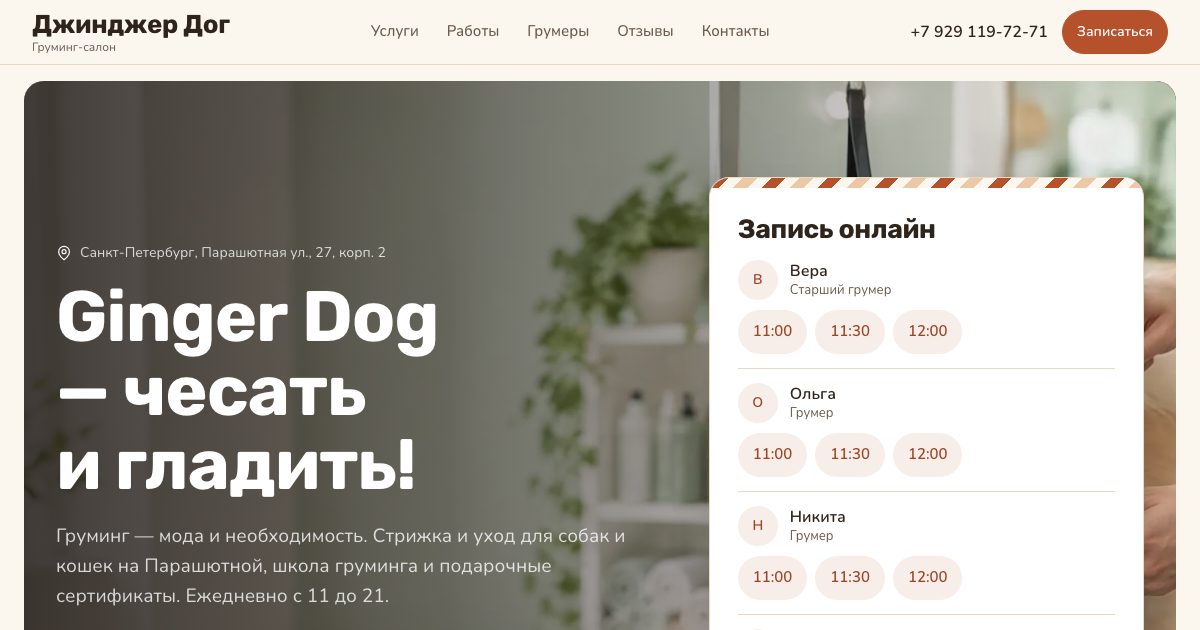 Джинджер Дог
Груминг-салон
Услуги
Работы
Грумеры
Отзывы
Контакты
+7 929 119-72-71
Записаться
Санкт-Петербург, Парашютная ул., 27, корп. 2
Ginger Dog
— чесать
и гладить!
Груминг — мода и необходимость. Стрижка и уход для собак и
кошек на Парашютной, школа груминга и подарочные
сертификаты. Ежедневно с 11 до 21.
Запись онлайн
В
Вера
Старший грумер
11:00
11:30
12:00
О
Ольга
Грумер
11:00
11:30
12:00
Н
Никита
Грумер
11:00
11:30
12:00